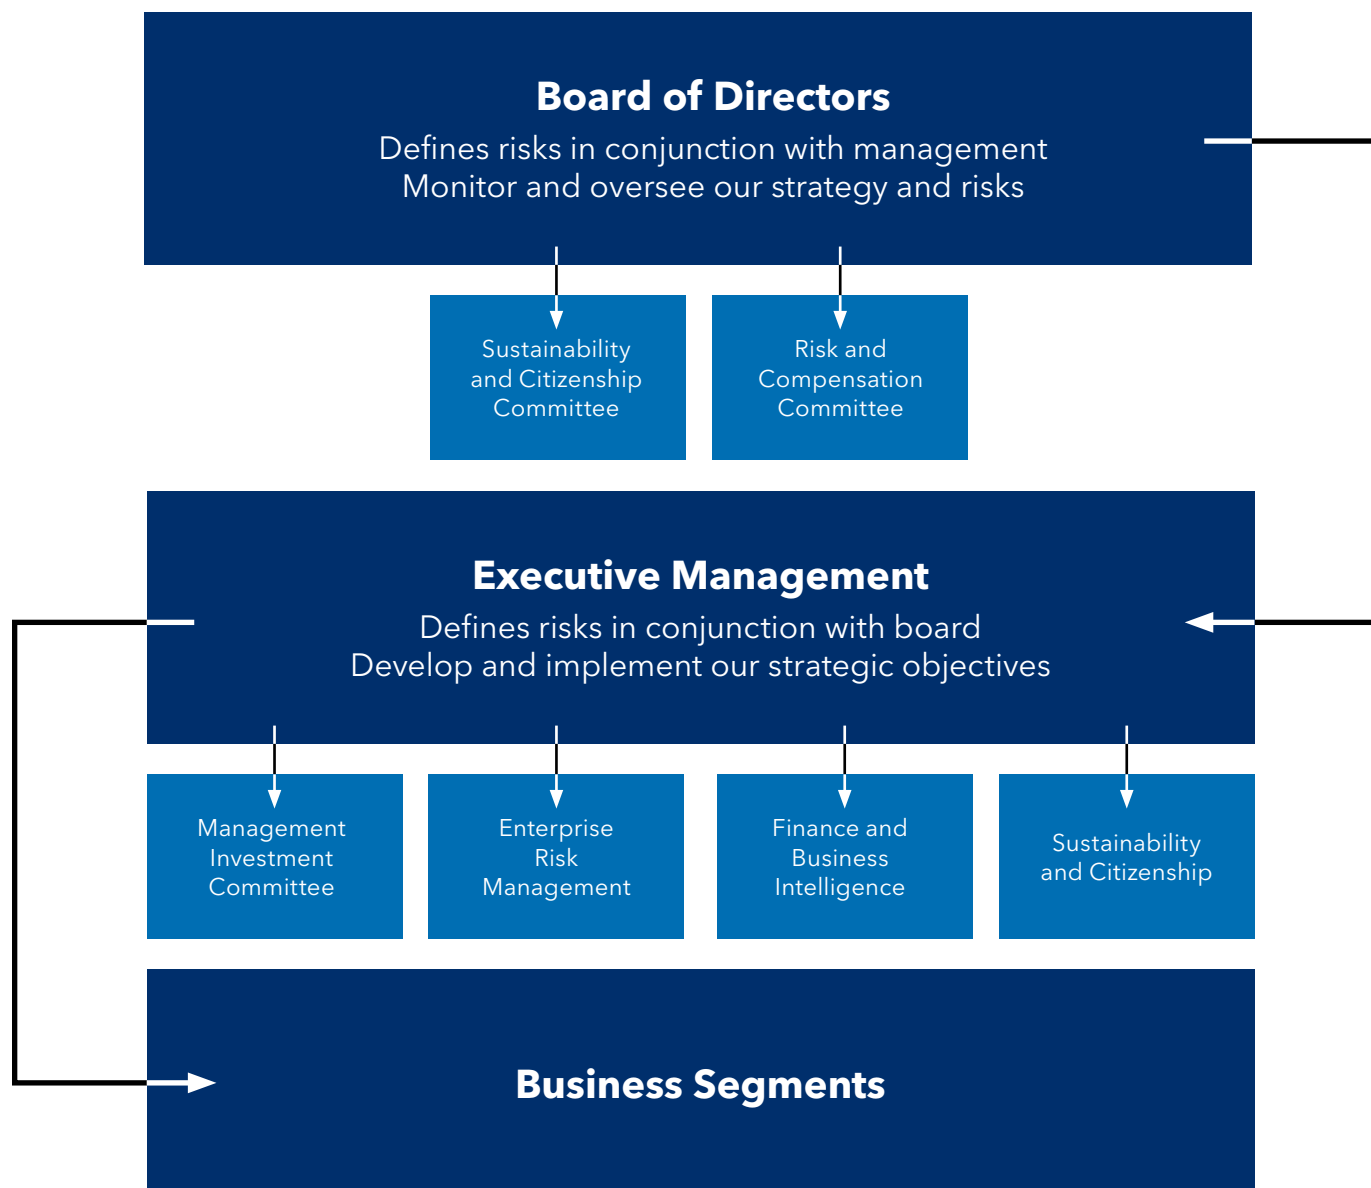 Board of Directors
Defines risks in conjunction with management
Monitor and oversee our strategy and risks
Sustainability
and Citizenship
Committee
Risk and
Compensation
Committee
Executive Management
Defines risks in conjunction with board
Develop and implement our strategic objectives
Management
Investment
Committee
Enterprise
Risk
Management
Finance and
Business
Intelligence
Sustainability
and Citizenship
Business Segments